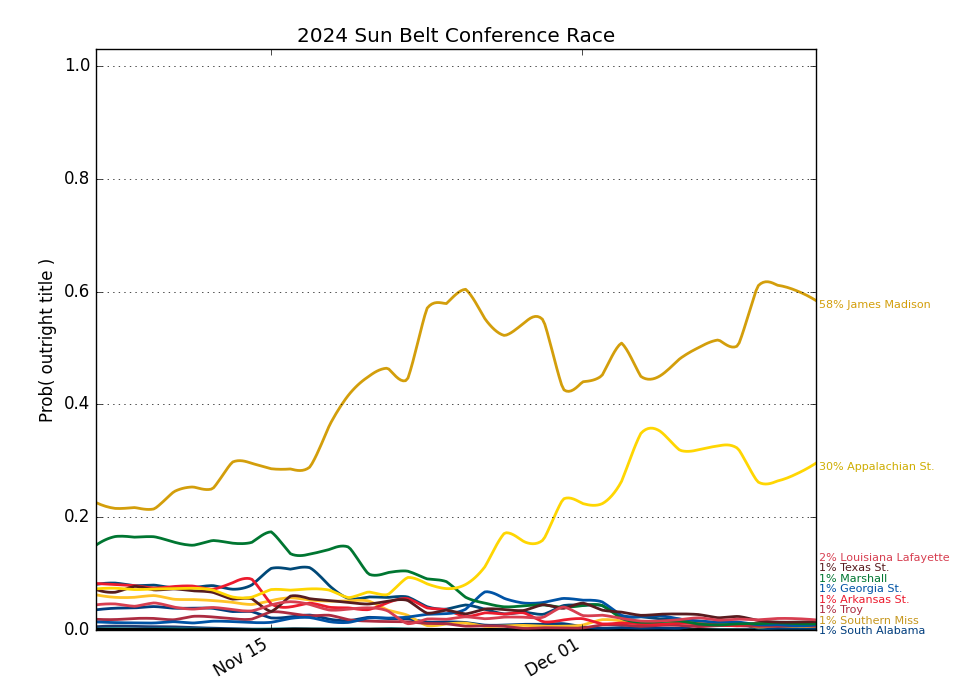 2024 Sun Belt Conference Race
Prob( outright title )
1.0
0.8
0.6
0.4
0.2
0.0
Nov 15
Dec 01
58% James Madison
30% Appalachian St.
2% Louisiana Lafayette
1% Texas St.
1% Marshall
1% Georgia St.
1% Arkansas St.
1% Troy
1% Southern Miss
1% South Alabama